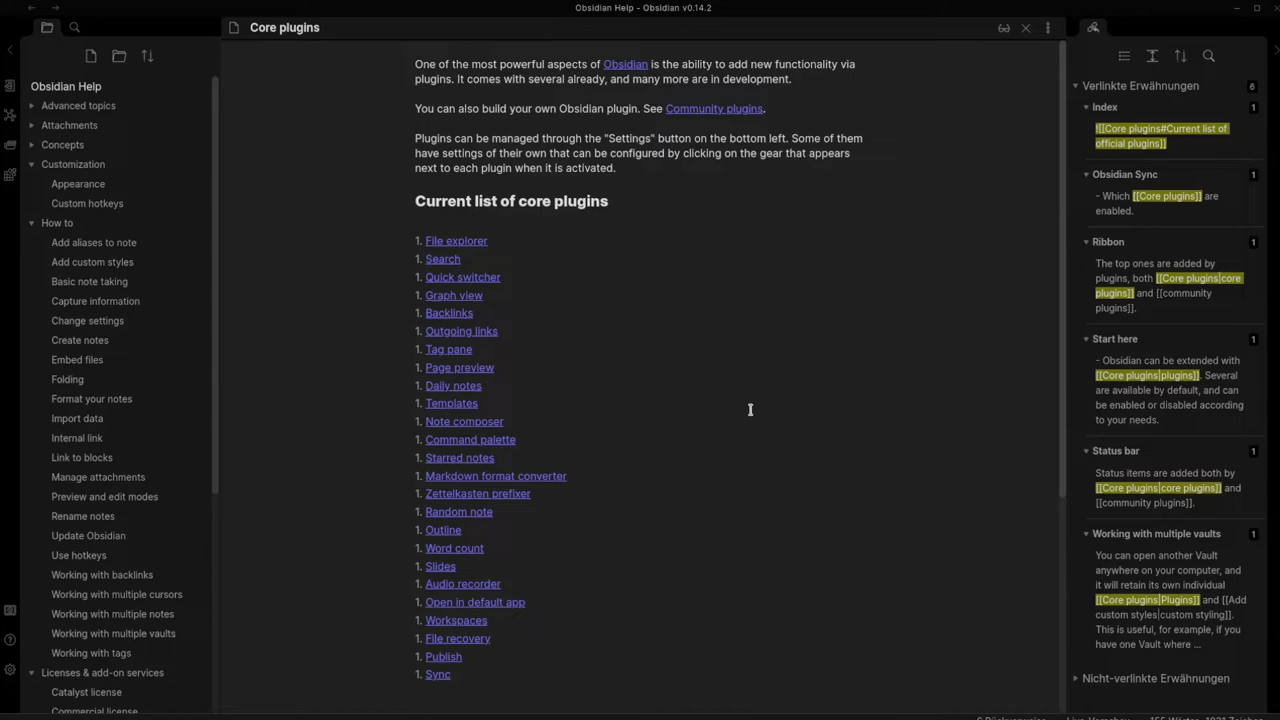 Obsidian Help - Obsidian v0.14.2
Core plugins
Obsidian Help
Advanced topics
Attachments
Concepts
Customization
Appearance
Custom hotkeys
How to
Add aliases to note
Add custom styles
Basic note taking
Capture information
Change settings
Create notes
Embed files
Folding
Format your notes
Import data
Internal link
Link to blocks
Manage attachments
Preview and edit modes
Rename notes
Update Obsidian
Use hotkeys
Working with backlinks
Working with multiple cursors
Working with multiple notes
Working with multiple vaults
Working with tags
Licenses & add-on services
Catalyst license
Commercial license
One of the most powerful aspects of Obsidian is the ability to add new functionality via
plugins. It comes with several already, and many more are in development.
You can also build your own Obsidian plugin. See Community plugins.
Plugins can be managed through the "Settings" button on the bottom left. Some of them
have settings of their own that can be configured by clicking on the gear that appears
next to each plugin when it is activated.
Current list of core plugins
1. File explorer
1. Search
1. Quick switcher
1. Graph view
1. Backlinks
1. Outgoing links
1. Tag pane
1. Page preview
1. Daily notes
1. Templates
1. Note composer
1. Command palette
1. Starred notes
1. Markdown format converter
1. Zettelkasten prefixer
1. Random note
1. Outline
1. Word count
1. Slides
1. Audio recorder
1. Open in default app
1. Workspaces
1. File recovery
1. Publish
1. Sync
Verlinkte Erwähnungen 6
Index 1
![[Core plugins#Current list of
official plugins]]
Obsidian Sync 1
- Which [[Core plugins]] are
enabled.
Ribbon 1
The top ones are added by
plugins, both [[Core plugins|core
plugins]] and [[community
plugins]].
Start here 1
- Obsidian can be extended with
[[Core plugins|plugins]]. Several
are available by default, and can
be enabled or disabled according
to your needs.
Status bar 1
Status items are added both by
[[Core plugins|core plugins]] and
[[community plugins]].
Working with multiple vaults 1
You can open another Vault
anywhere on your computer, and
it will retain its own individual
[[Core plugins|Plugins]] and [[Add
custom styles|custom styling]].
This is useful, for example, if you
have one Vault where ...
Nicht-verlinkte Erwähnungen